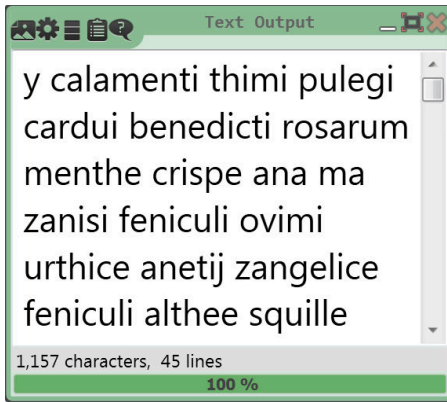 Text Output
y calamenti thimi pulegi
cardui benedicti rosarum
menthe crispe ana ma
zanisi feniculi ovimi
urthice anetij zangelice
feniculi althee squille
1,157 characters, 45 lines
100 %